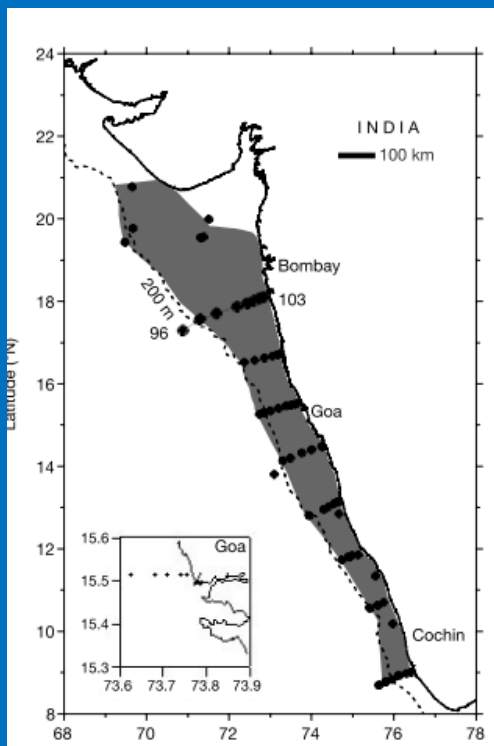 24
22
20
18
16
14
12
10
8
Latitude (°N)
INDIA
100 km
Bombay
103
200 m
96
Goa
Goa
15.6
15.5
15.4
15.3
73.6 73.7 73.8 73.9
Cochin
68 70 72 74 76 78